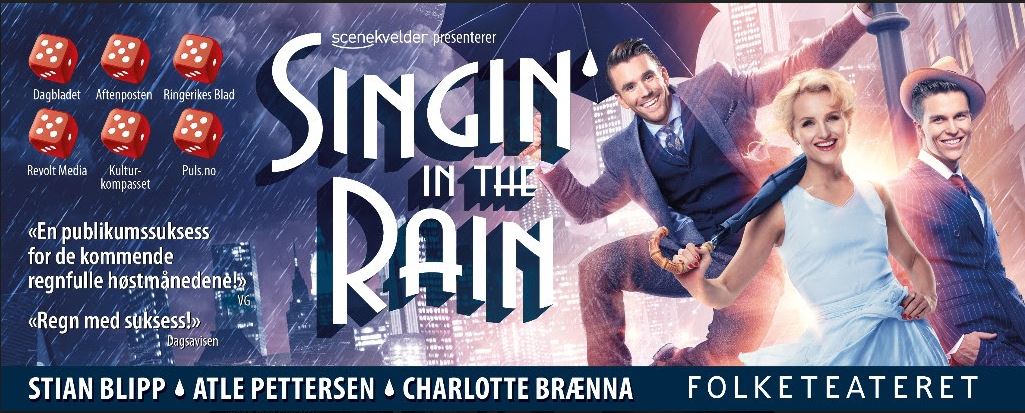 scenekvelder presenterer
SINGIN'
IN THE
RAIN
Dagbladet
Aftenposten
Ringerikes Blad
Revolt Media
Kultur-
kompasset
Puls.no
«En publikumssuksess
for de kommende
regnfulle høstmånedene!»
VG
«Regn med suksess!»
Dagsavisen
STIAN BLIPP ATLE PETTERSEN CHARLOTTE BRÆNNA
FOLKETEATERET